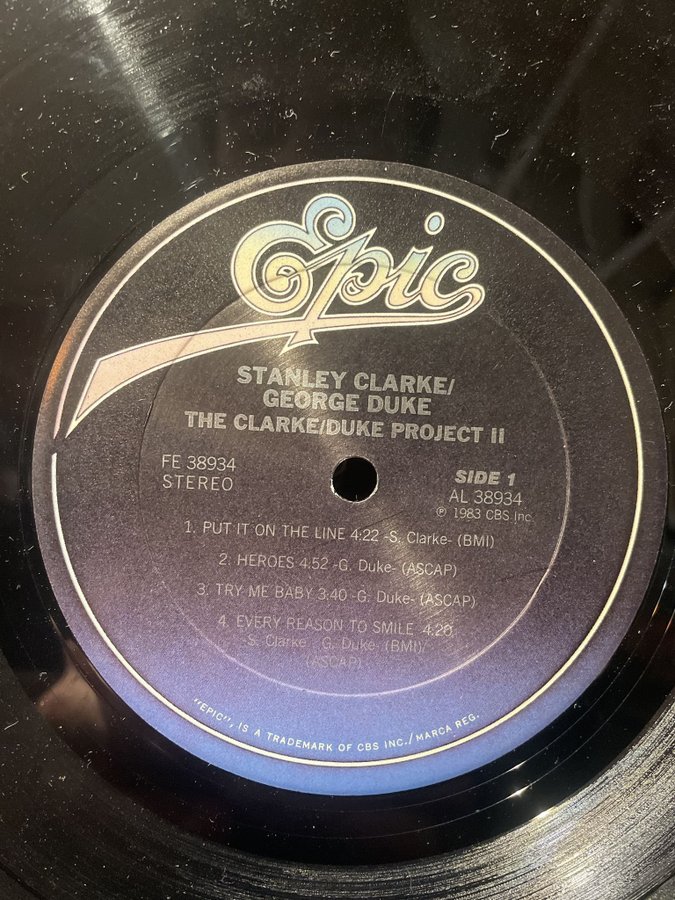 Epic
STANLEY CLARKE/
GEORGE DUKE
THE CLARKE/DUKE PROJECT II
FE 38934
STEREO
SIDE 1
AL 38934
℗ 1983 CBS Inc
1. PUT IT ON THE LINE 4:22 -S. Clarke- (BMI)
2. HEROES 4:52 -G. Duke- (ASCAP)
3. TRY ME BABY 3:40 -G. Duke- (ASCAP)
4. EVERY REASON TO SMILE 4:20
-S. Clarke G. Duke- (BMI)/
(ASCAP)
"EPIC", IS A TRADEMARK OF CBS INC./MARCA REG.